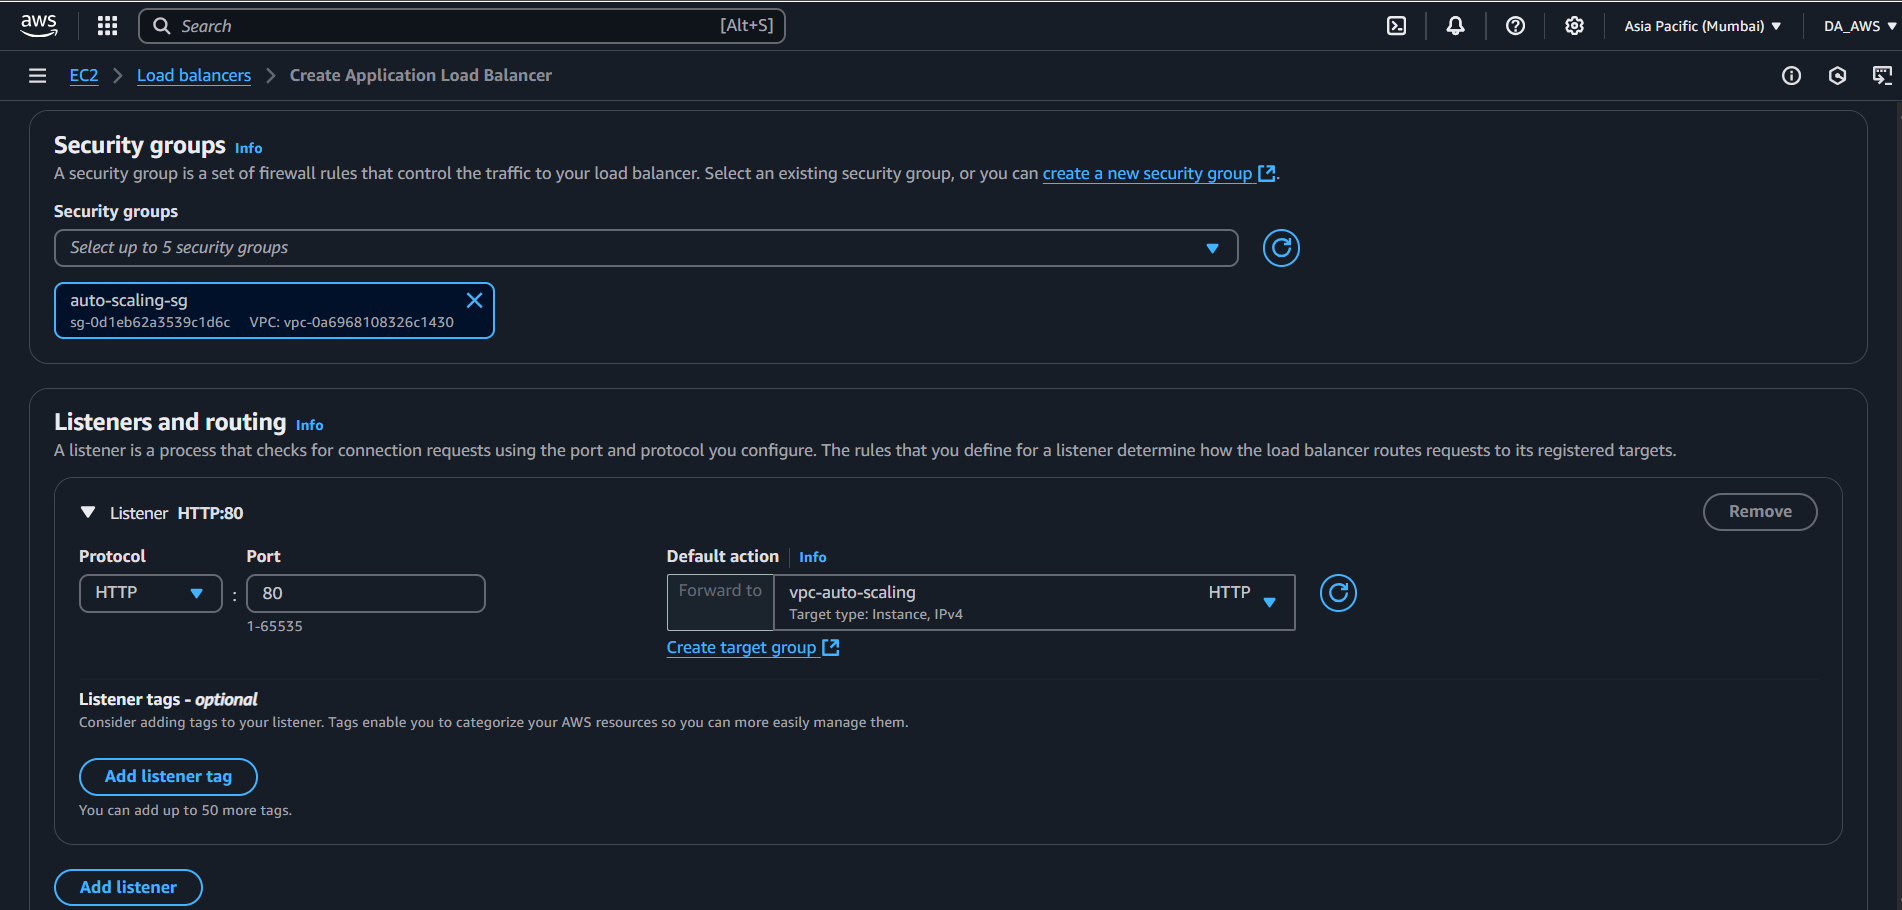 aws Search [Alt+S] Asia Pacific (Mumbai) DA_AWS
EC2 Load balancers Create Application Load Balancer
Security groups Info
A security group is a set of firewall rules that control the traffic to your load balancer. Select an existing security group, or you can create a new security group.
Security groups
Select up to 5 security groups
auto-scaling-sg
sg-0d1eb62a3539c1d6c VPC: vpc-0a6968108326c1430
Listeners and routing Info
A listener is a process that checks for connection requests using the port and protocol you configure. The rules that you define for a listener determine how the load balancer routes requests to its registered targets.
Listener HTTP:80 Remove
Protocol Port Default action Info
HTTP : 80 Forward to vpc-auto-scaling HTTP
Target type: Instance, IPv4
1-65535
Create target group
Listener tags - optional
Consider adding tags to your listener. Tags enable you to categorize your AWS resources so you can more easily manage them.
Add listener tag
You can add up to 50 more tags.
Add listener